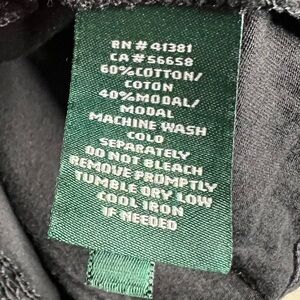 RN # 41381
CA # 56658
60%COTTON/
COTON
40%MODAL/
MODAL
MACHINE WASH
COLD
SEPARATELY
DO NOT BLEACH
REMOVE PROMPTLY
TUMBLE DRY LOW
COOL IRON
IF NEEDED